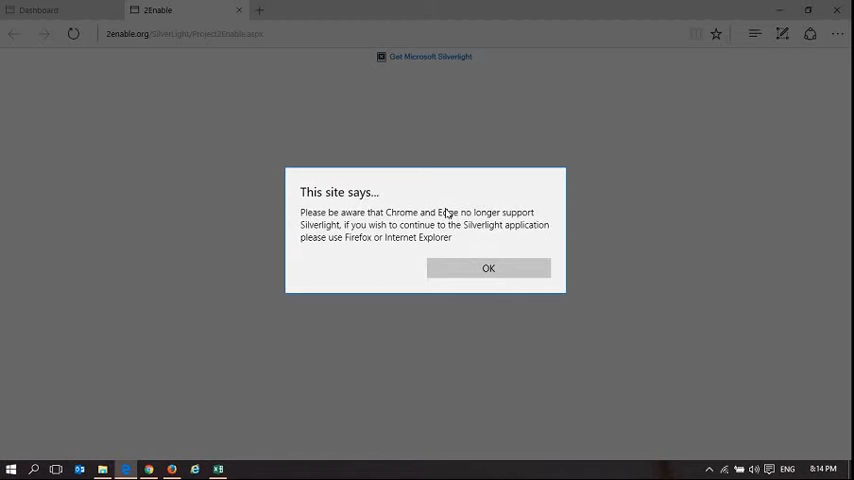 Dashboard
2Enable
2enable.org/SilverLight/Project2Enable.aspx
Get Microsoft Silverlight
This site says...
Please be aware that Chrome and Edge no longer support
Silverlight, if you wish to continue to the Silverlight application
please use Firefox or Internet Explorer
OK
ENG
8:14 PM